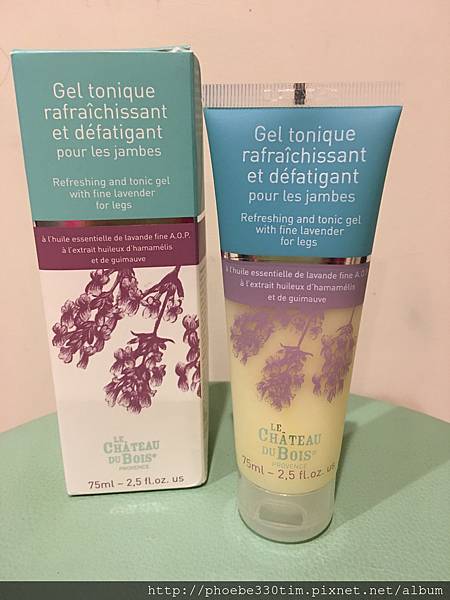 Gel tonique
rafraîchissant
et défatigant
pour les jambes
Refreshing and tonic gel
with fine lavender
for legs
à l'huile essentielle de lavande fine A.O.P.
à l'extrait huileux d'hamamélis
et de guimauve
LE
CHÂTEAU
DU BOIS®
PROVENCE
75ml - 2,5 fl.oz. us
Gel tonique
rafraîchissant
et défatigant
pour les jambes
Refreshing and tonic gel
with fine lavender
for legs
à l'huile essentielle de lavande fine A.O.P.
à l'extrait huileux d'hamamélis
et de guimauve
LE
CHÂTEAU
DU BOIS®
PROVENCE
75ml - 2,5 fl.oz. us
http://phoebe330tim.pixnet.net/album